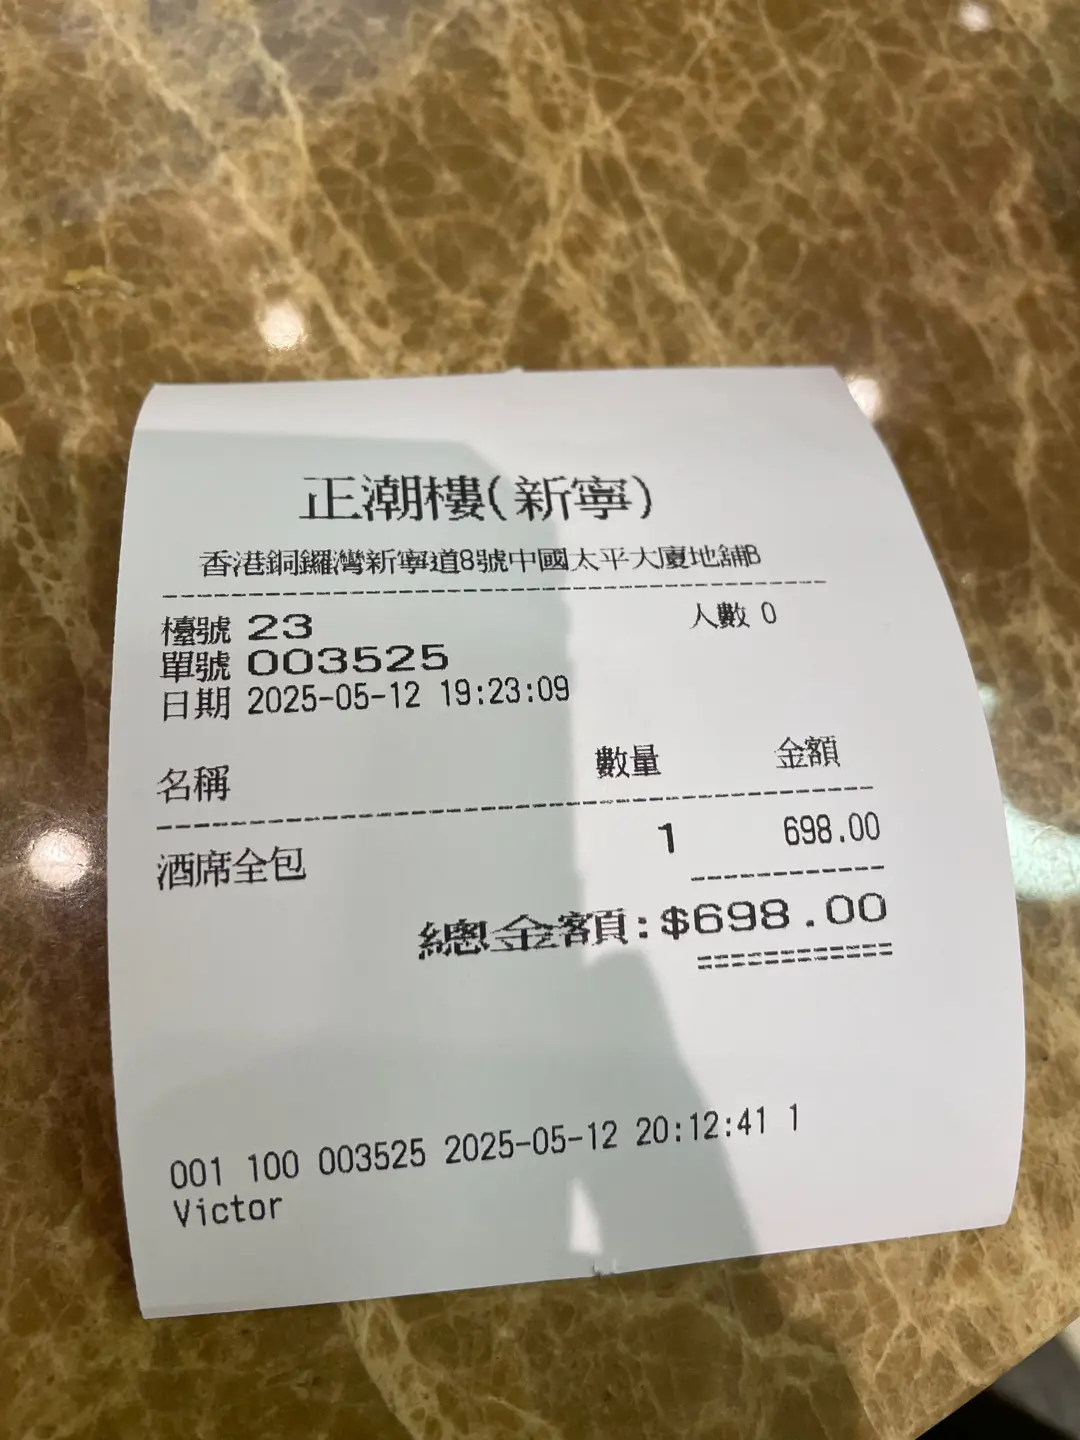 正潮樓(新寧)
香港銅鑼灣新寧道8號中國太平大廈地舖B
檯號 23 人數 0
單號 003525
日期 2025-05-12 19:23:09
名稱 數量 金額
酒席全包 1 698.00
總金額:$698.00
001 100 003525 2025-05-12 20:12:41 1
Victor